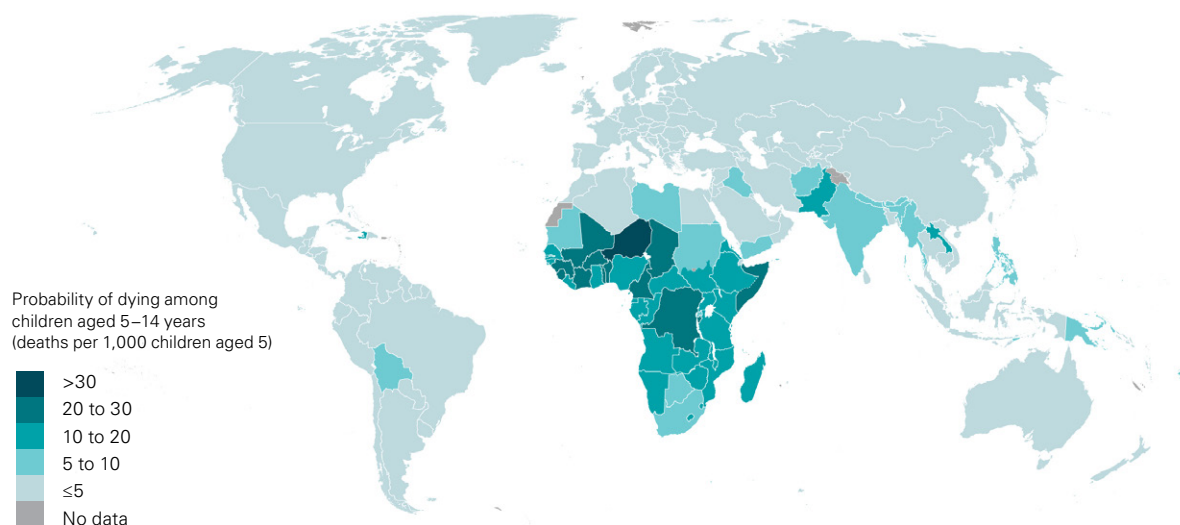 Probability of dying among
children aged 5–14 years
(deaths per 1,000 children aged 5)
>30
20 to 30
10 to 20
5 to 10
≤5
No data